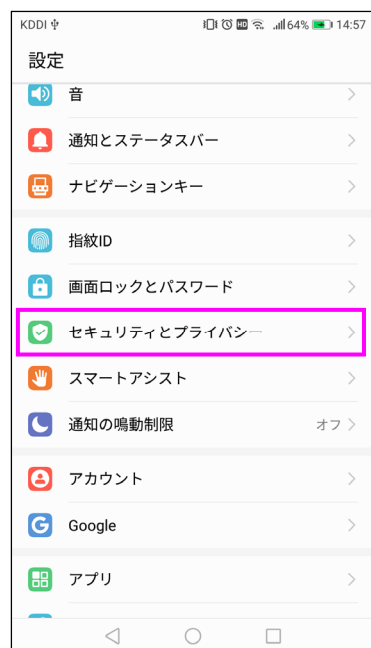 KDDI 64% 14:57
設定
音
通知とステータスバー
ナビゲーションキー
指紋ID
画面ロックとパスワード
セキュリティとプライバシー
スマートアシスト
通知の鳴動制限 オフ
アカウント
Google
アプリ